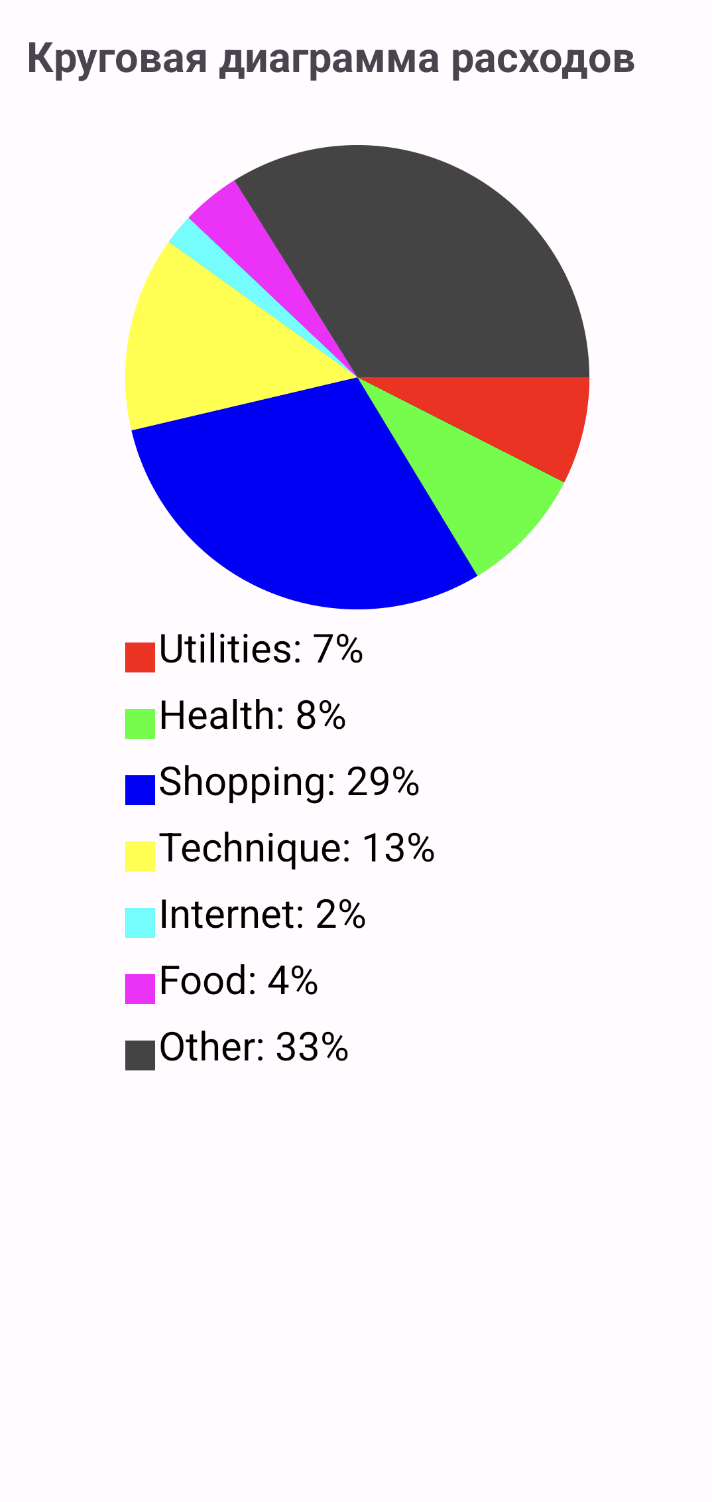 Круговая диаграмма расходов
Utilities: 7%
Health: 8%
Shopping: 29%
Technique: 13%
Internet: 2%
Food: 4%
Other: 33%